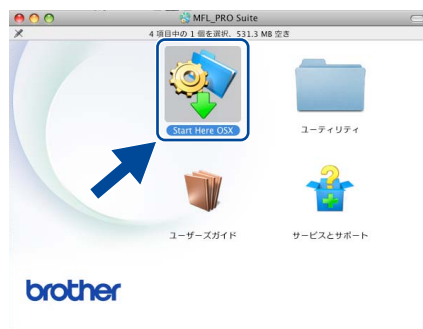 MFL_PRO Suite
4 項目中の 1 個を選択、531.3 MB 空き
Start Here OSX
ユーティリティ
ユーザーズガイド
サービスとサポート
brother